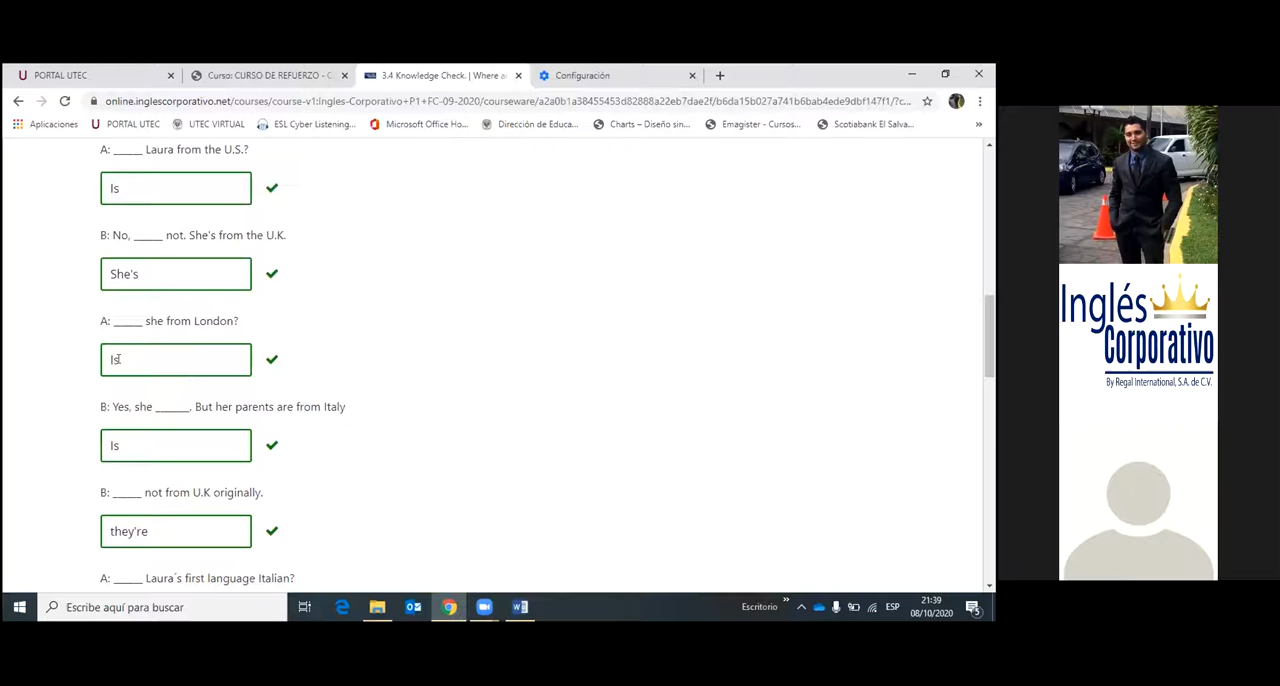 PORTAL UTEC
Curso: CURSO DE REFUERZO - C
3.4 Knowledge Check. | Where a
Configuración
online.inglescorporativo.net/courses/course-v1:Ingles-Corporativo+P1+FC-09-2020/courseware/a2a0b1a38455453d82888a22eb7dae2f/b6da15b027a741b6bab4ede9dbf147f1/?c...
Aplicaciones
PORTAL UTEC
UTEC VIRTUAL
ESL Cyber Listening...
Microsoft Office Ho...
Dirección de Educa...
Charts – Diseño sin...
Emagister - Cursos...
Scotiabank El Salva...
»
A: _____ Laura from the U.S.?
Is
B: No, _____ not. She's from the U.K.
She's
A: _____ she from London?
Is
B: Yes, she ______. But her parents are from Italy
Is
B: _____ not from U.K originally.
they're
A: _____ Laura´s first language Italian?
Inglés
Corporativo
By Regal International, S.A. de C.V.
Escribe aquí para buscar
Escritorio
»
ESP
21:39
08/10/2020
5